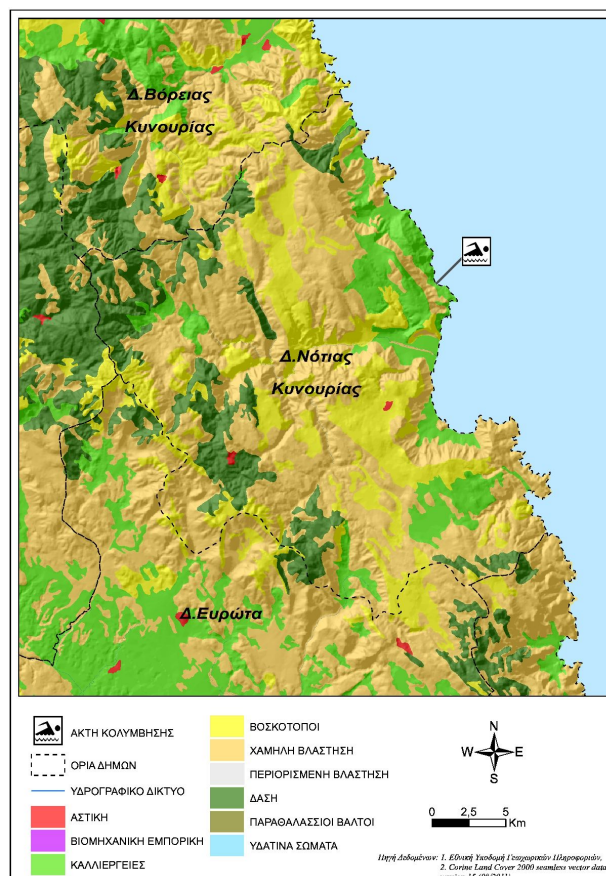 Δ.Βόρειας
Κυνουρίας
Δ.Νότιας
Κυνουρίας
Δ.Ευρώτα
ΑΚΤΗ ΚΟΛΥΜΒΗΣΗΣ
ΟΡΙΑ ΔΗΜΩΝ
ΥΔΡΟΓΡΑΦΙΚΟ ΔΙΚΤΥΟ
ΑΣΤΙΚΗ
ΒΙΟΜΗΧΑΝΙΚΗ ΕΜΠΟΡΙΚΗ
ΚΑΛΛΙΕΡΓΕΙΕΣ
ΒΟΣΚΟΤΟΠΟΙ
ΧΑΜΗΛΗ ΒΛΑΣΤΗΣΗ
ΠΕΡΙΟΡΙΣΜΕΝΗ ΒΛΑΣΤΗΣΗ
ΔΑΣΗ
ΠΑΡΑΘΑΛΑΣΣΙΟΙ ΒΑΛΤΟΙ
ΥΔΑΤΙΝΑ ΣΩΜΑΤΑ
N
W E
S
0 2,5 5
Km
Πηγή Δεδομένων: 1. Εθνική Υποδομή Γεωχωρικών Πληροφοριών,
2. Corine Land Cover 2000 seamless vector data